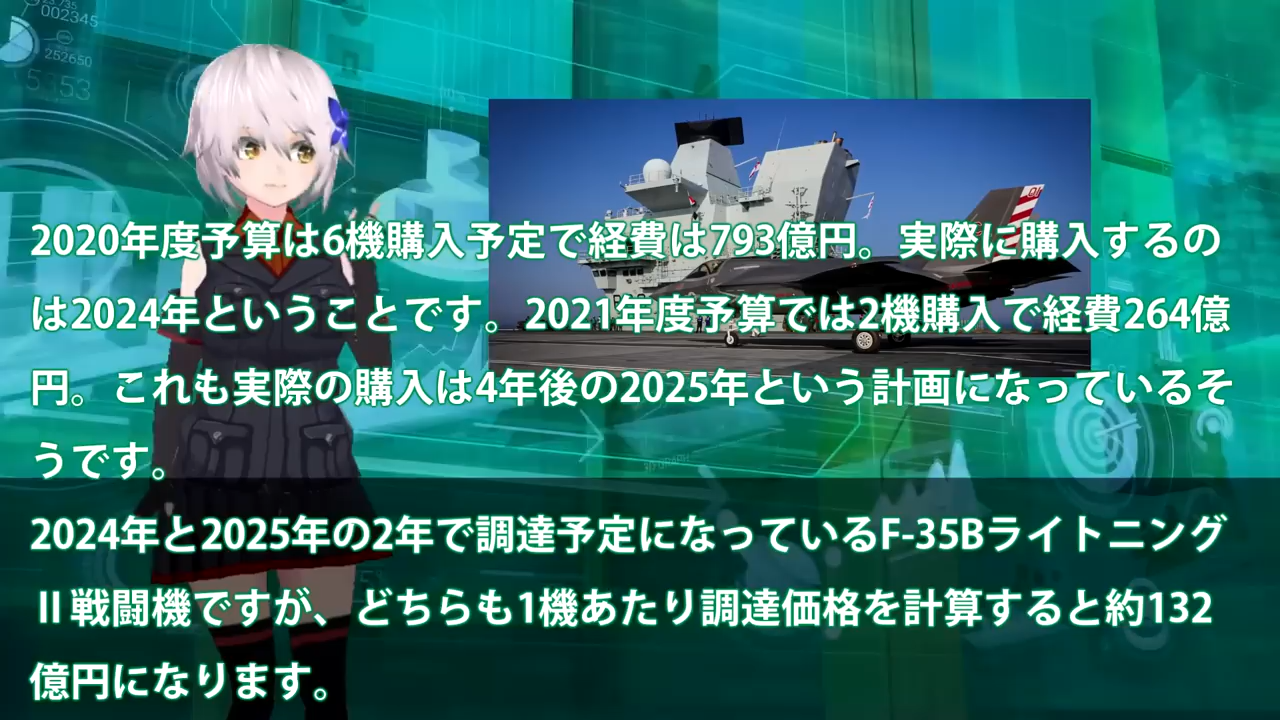 002345
252650
5353
2020年度予算は6機購入予定で経費は793億円。実際に購入するの
は2024年ということです。2021年度予算では2機購入で経費264億
円。これも実際の購入は4年後の2025年という計画になっているそ
うです。
2024年と2025年の2年で調達予定になっているF-35Bライトニング
Ⅱ戦闘機ですが、どちらも1機あたり調達価格を計算すると約132
億円になります。